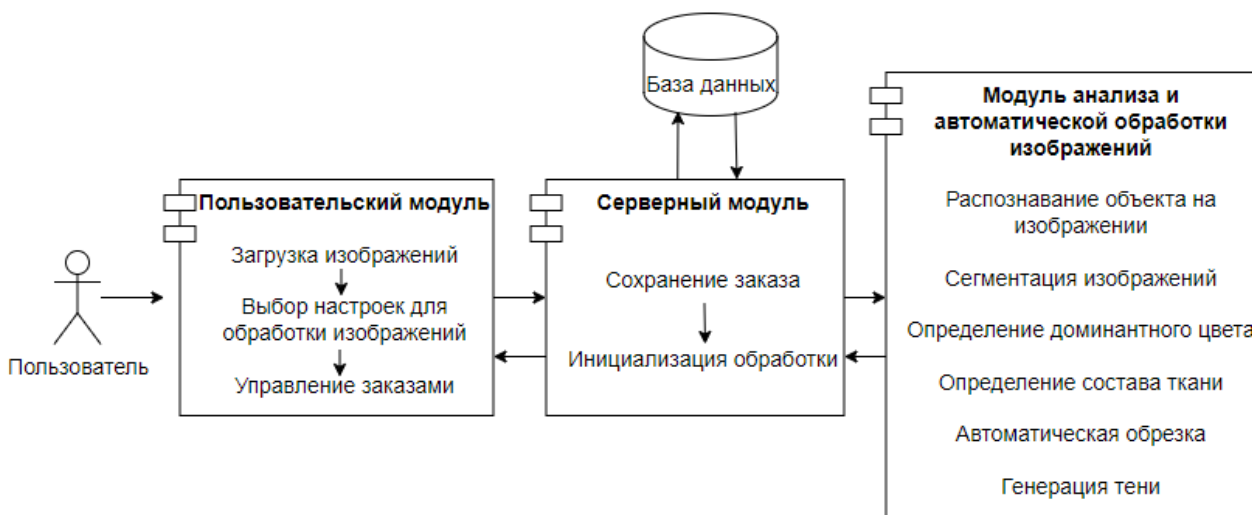 База данных
Пользователь
Пользовательский модуль
Загрузка изображений
Выбор настроек для
обработки изображений
Управление заказами
Серверный модуль
Сохранение заказа
Инициализация обработки
Модуль анализа и
автоматической обработки
изображений
Распознавание объекта на
изображении
Сегментация изображений
Определение доминантного цвета
Определение состава ткани
Автоматическая обрезка
Генерация тени